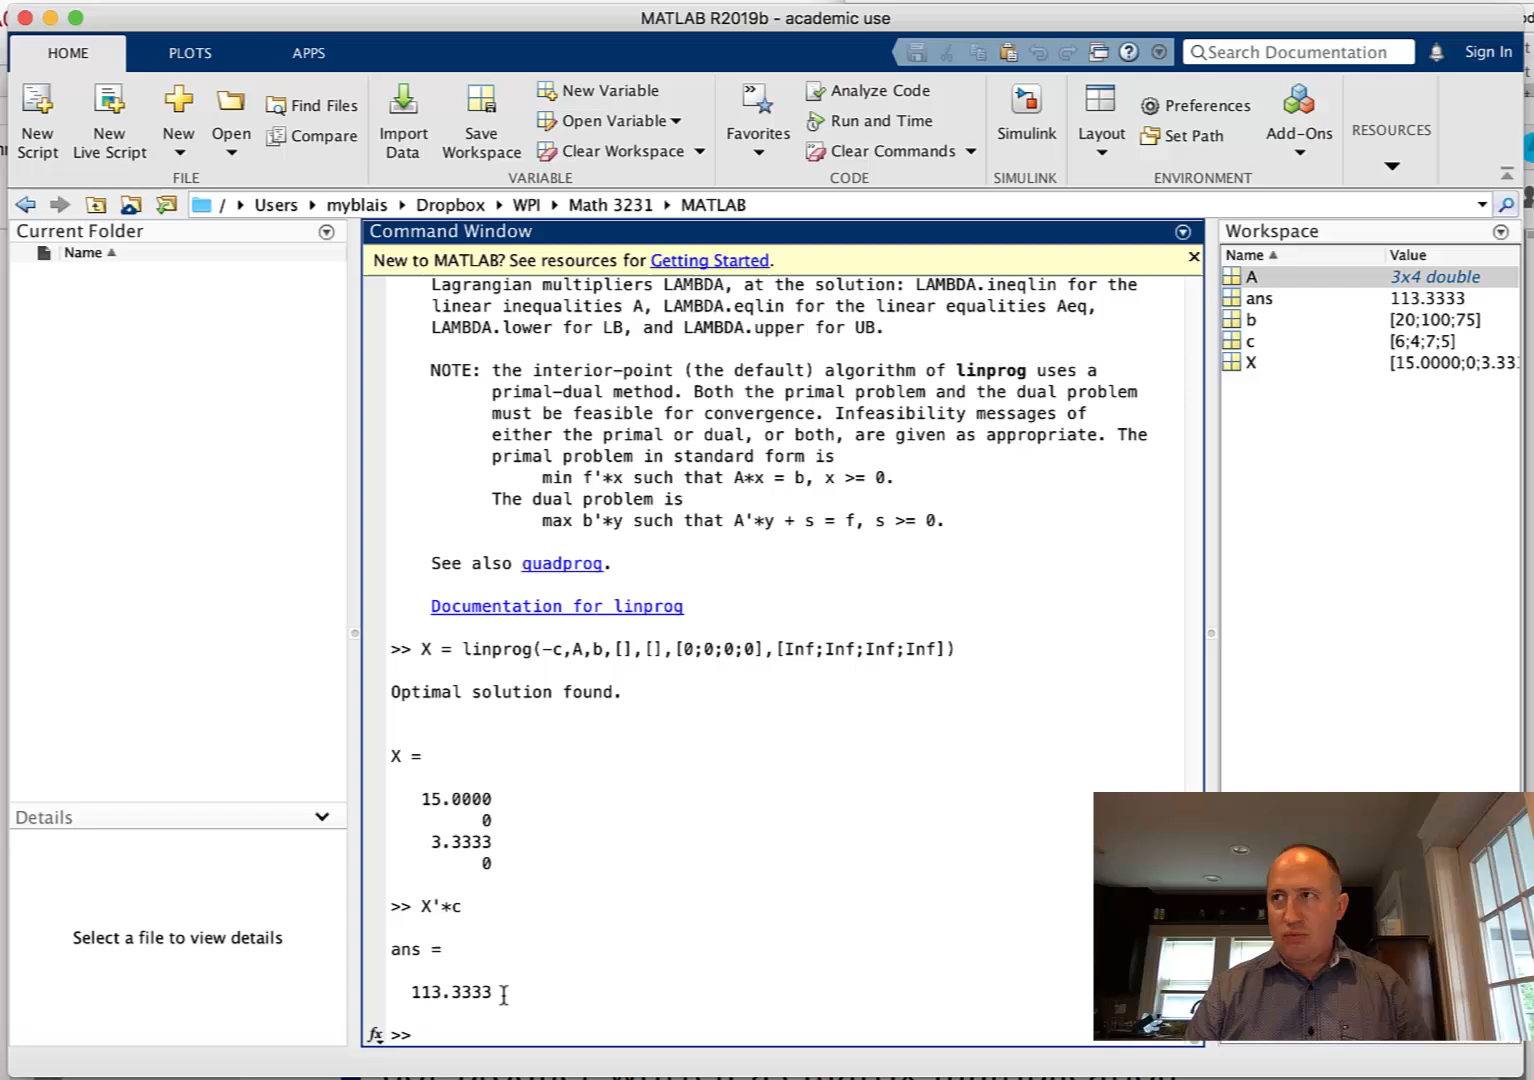 MATLAB R2019b - academic use
HOME PLOTS APPS
Search Documentation
Sign In
New Script
New Live Script
New
Open
Find Files
Compare
FILE
Import Data
Save Workspace
New Variable
Open Variable
Clear Workspace
VARIABLE
Favorites
Analyze Code
Run and Time
Clear Commands
CODE
Simulink
SIMULINK
Layout
Preferences
Set Path
Add-Ons
ENVIRONMENT
RESOURCES
/ Users myblais Dropbox WPI Math 3231 MATLAB
Current Folder
Name
Details
Select a file to view details
Command Window
New to MATLAB? See resources for Getting Started.
Lagrangian multipliers LAMBDA, at the solution: LAMBDA.ineqlin for the
linear inequalities A, LAMBDA.eqlin for the linear equalities Aeq,
LAMBDA.lower for LB, and LAMBDA.upper for UB.
NOTE: the interior-point (the default) algorithm of linprog uses a
primal-dual method. Both the primal problem and the dual problem
must be feasible for convergence. Infeasibility messages of
either the primal or dual, or both, are given as appropriate. The
primal problem in standard form is
min f'*x such that A*x = b, x >= 0.
The dual problem is
max b'*y such that A'*y + s = f, s >= 0.
See also quadprog.
Documentation for linprog
>> X = linprog(-c,A,b,[],[],[0;0;0;0],[Inf;Inf;Inf;Inf])
Optimal solution found.
X =
15.0000
0
3.3333
0
>> X'*c
ans =
113.3333
fx >>
Workspace
Name Value
A 3x4 double
ans 113.3333
b [20;100;75]
c [6;4;7;5]
X [15.0000;0;3.33